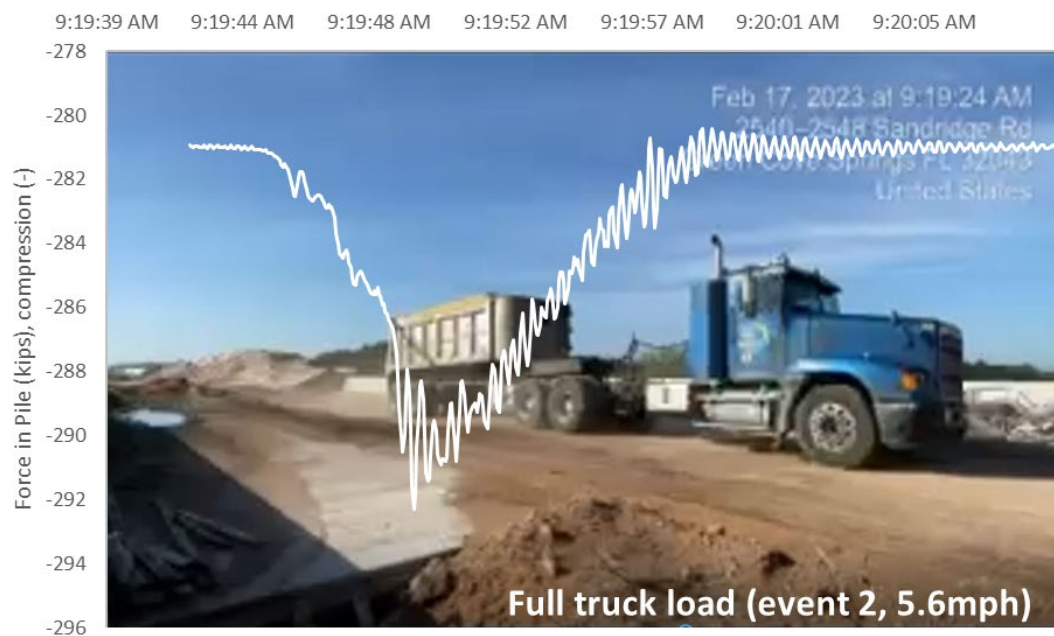 9:19:39 AM 9:19:44 AM 9:19:48 AM 9:19:52 AM 9:19:57 AM 9:20:01 AM 9:20:05 AM
-278
-280
-282
-284
-286
-288
-290
-292
-294
-296
Force in Pile (kips), compression (-)
Feb 17, 2023 at 9:19:24 AM
2540-2548 Sandridge Rd
Springs FL 32043
United States
Full truck load (event 2, 5.6mph)